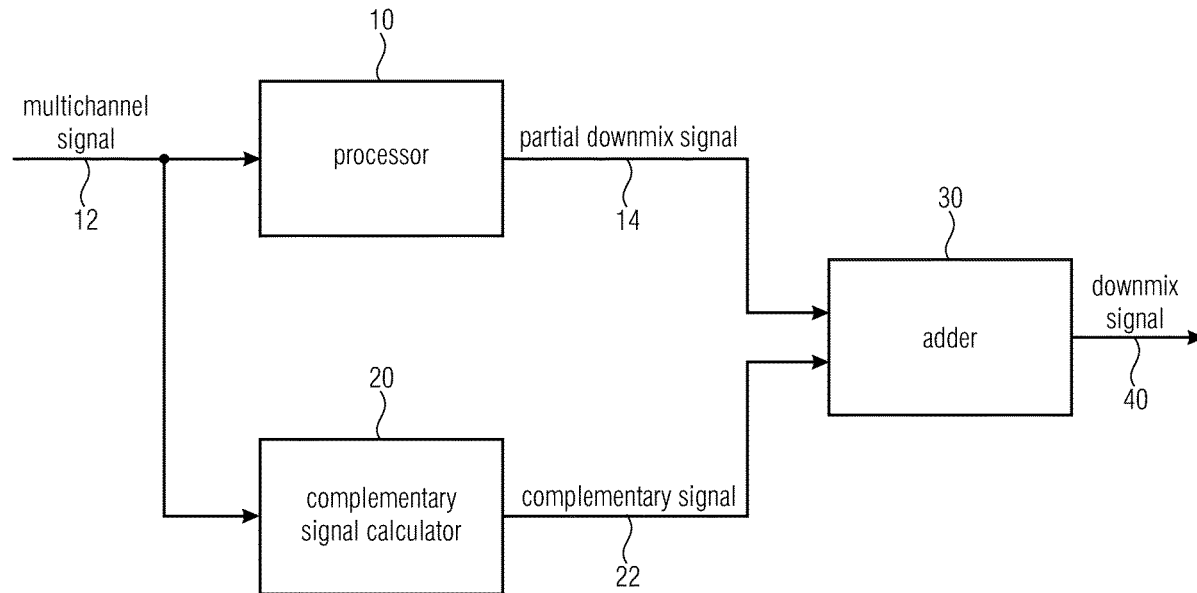 10
multichannel
signal
processor
partial downmix signal
12
14
30
adder
downmix
signal
40
20
complementary
signal calculator
complementary signal
22